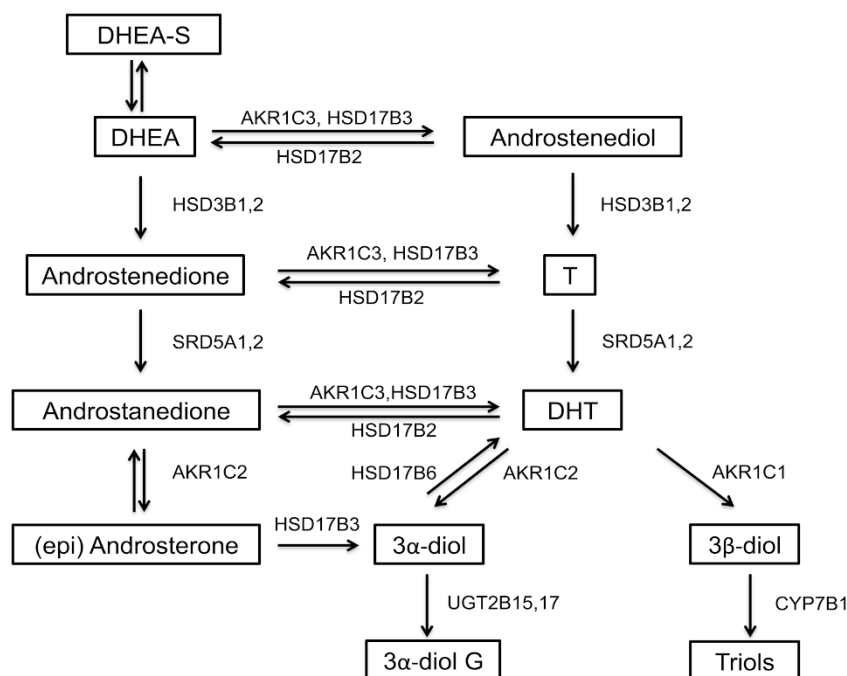 DHEA-S
AKR1C3, HSD17B3
DHEA
Androstenediol
HSD17B2
HSD3B1,2
HSD3B1,2
AKR1C3, HSD17B3
Androstenedione
T
HSD17B2
SRD5A1,2
SRD5A1,2
AKR1C3,HSD17B3
Androstanedione
DHT
HSD17B2
AKR1C2
HSD17B6
AKR1C2
AKR1C1
HSD17B3
(epi) Androsterone
3α-diol
3β-diol
UGT2B15,17
CYP7B1
3α-diol G
Triols